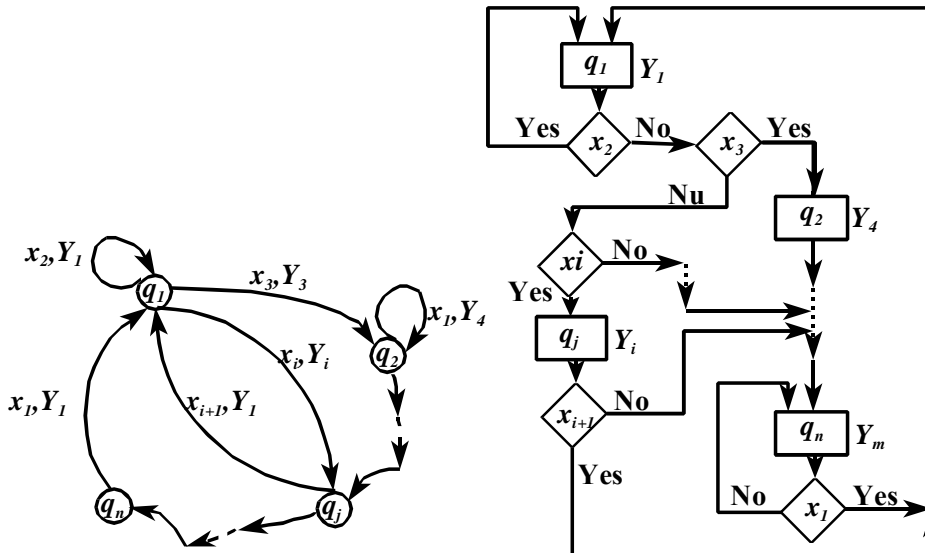 x₂,Y₁
q₁
x₃,Y₃
x₁,Y₄
q₂
xᵢ,Yᵢ
xᵢ₊₁,Y₁
x₁,Y₁
qₙ
qⱼ
q₁ Y₁
Yes x₂ No x₃ Yes
Nu
q₂ Y₄
xi No
Yes
qⱼ Yᵢ
xᵢ₊₁ No
Yes
qₙ Yₘ
No x₁ Yes